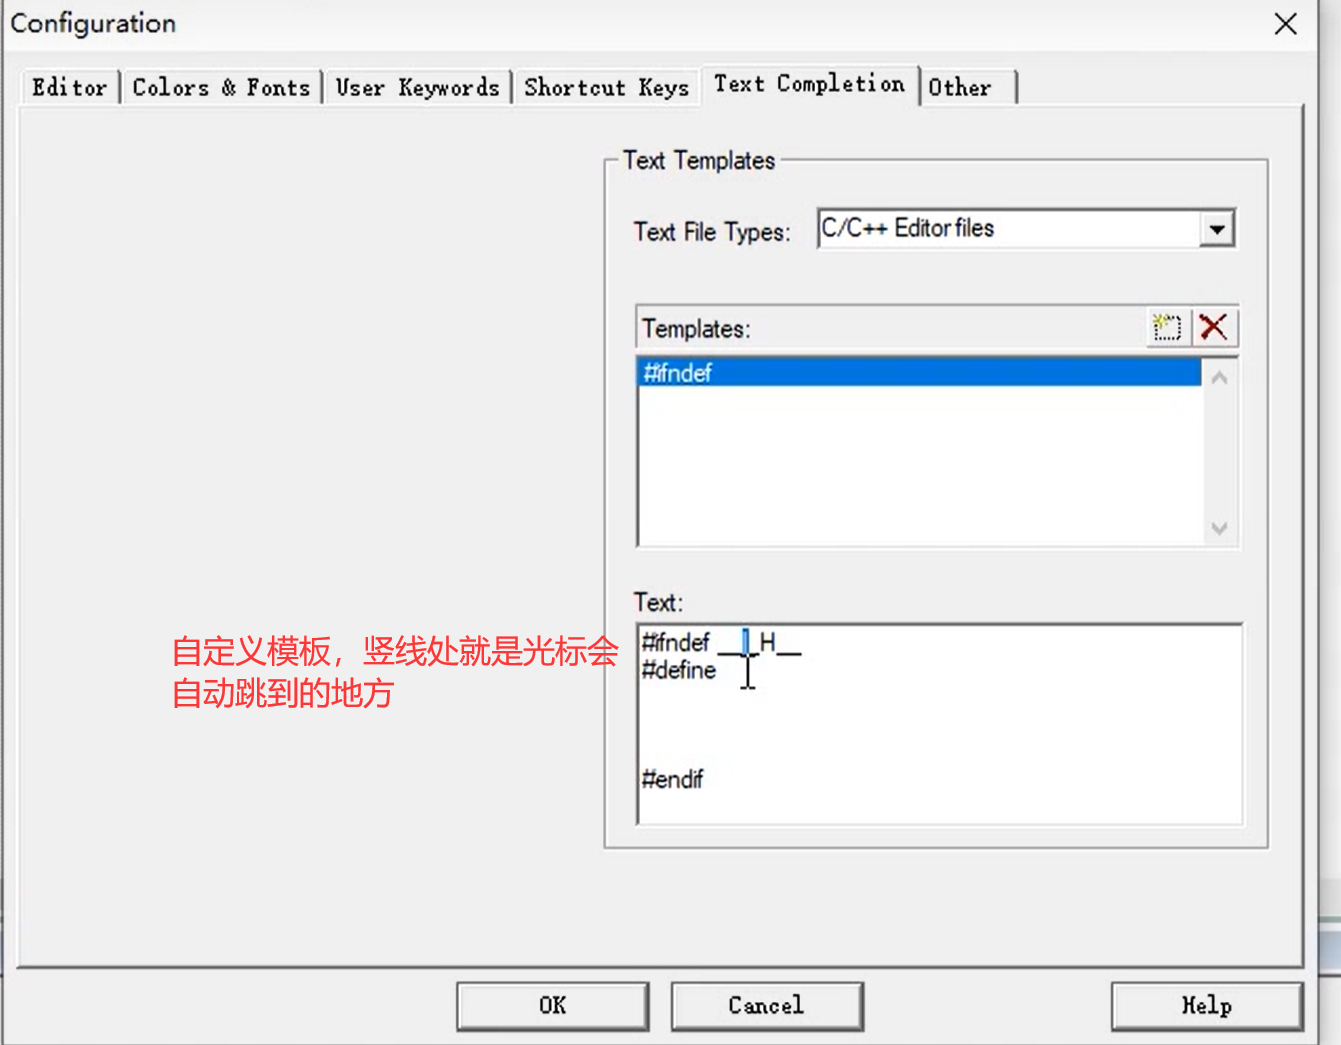 Configuration
Editor
Colors & Fonts
User Keywords
Shortcut Keys
Text Completion
Other
Text Templates
Text File Types:
C/C++ Editor files
Templates:
#ifndef
Text:
#ifndef __|_H__
#define
#endif
自定义模板，竖线处就是光标会
自动跳到的地方
OK
Cancel
Help